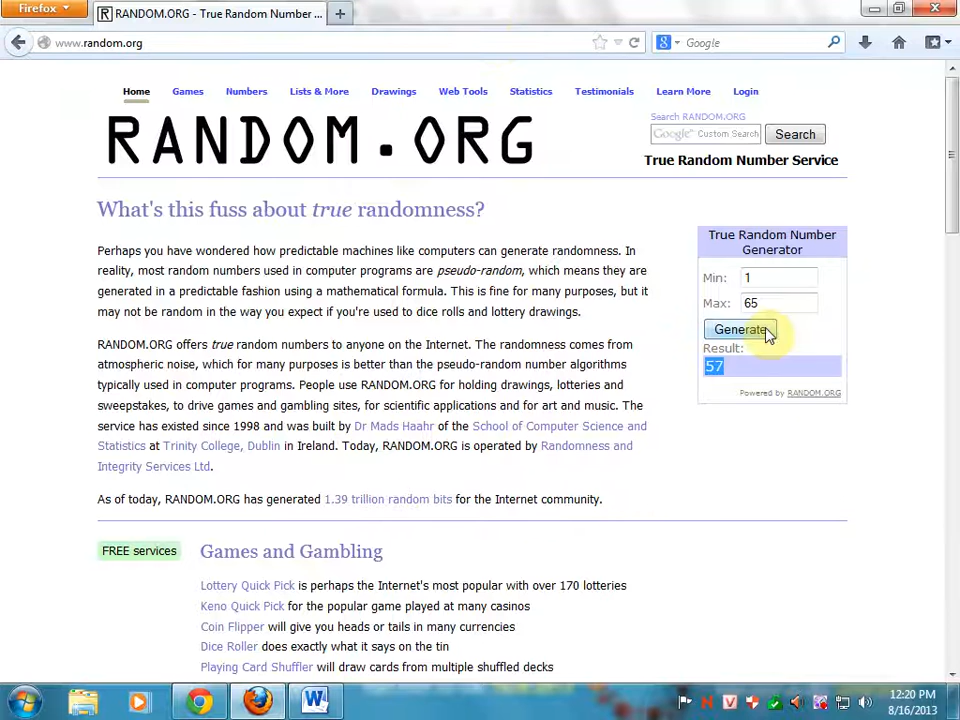 Firefox
RANDOM.ORG - True Random Number ...
www.random.org
Google
Home Games Numbers Lists & More Drawings Web Tools Statistics Testimonials Learn More Login
RANDOM.ORG
Search RANDOM.ORG
Google™ Custom Search Search
True Random Number Service
What's this fuss about true randomness?
Perhaps you have wondered how predictable machines like computers can generate randomness. In
reality, most random numbers used in computer programs are pseudo-random, which means they are
generated in a predictable fashion using a mathematical formula. This is fine for many purposes, but it
may not be random in the way you expect if you're used to dice rolls and lottery drawings.
RANDOM.ORG offers true random numbers to anyone on the Internet. The randomness comes from
atmospheric noise, which for many purposes is better than the pseudo-random number algorithms
typically used in computer programs. People use RANDOM.ORG for holding drawings, lotteries and
sweepstakes, to drive games and gambling sites, for scientific applications and for art and music. The
service has existed since 1998 and was built by Dr Mads Haahr of the School of Computer Science and
Statistics at Trinity College, Dublin in Ireland. Today, RANDOM.ORG is operated by Randomness and
Integrity Services Ltd.
As of today, RANDOM.ORG has generated 1.39 trillion random bits for the Internet community.
True Random Number
Generator
Min: 1
Max: 65
Generate
Result:
57
Powered by RANDOM.ORG
FREE services
Games and Gambling
Lottery Quick Pick is perhaps the Internet's most popular with over 170 lotteries
Keno Quick Pick for the popular game played at many casinos
Coin Flipper will give you heads or tails in many currencies
Dice Roller does exactly what it says on the tin
Playing Card Shuffler will draw cards from multiple shuffled decks
12:20 PM
8/16/2013